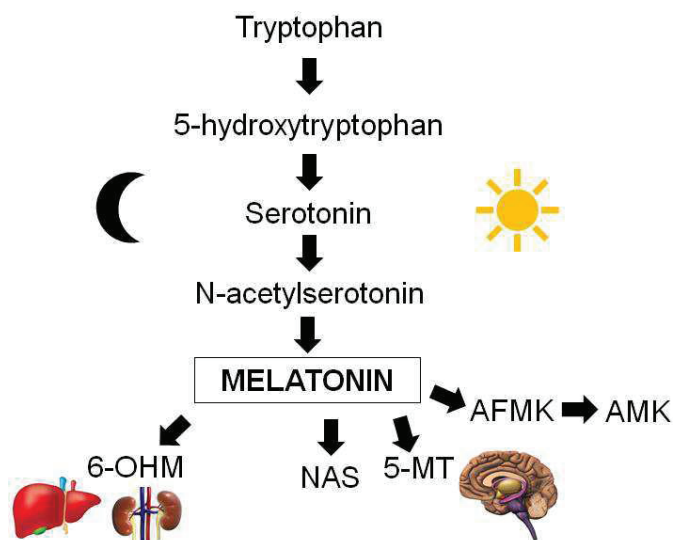 Tryptophan
5-hydroxytryptophan
Serotonin
N-acetylserotonin
MELATONIN
AFMK
AMK
6-OHM
NAS
5-MT